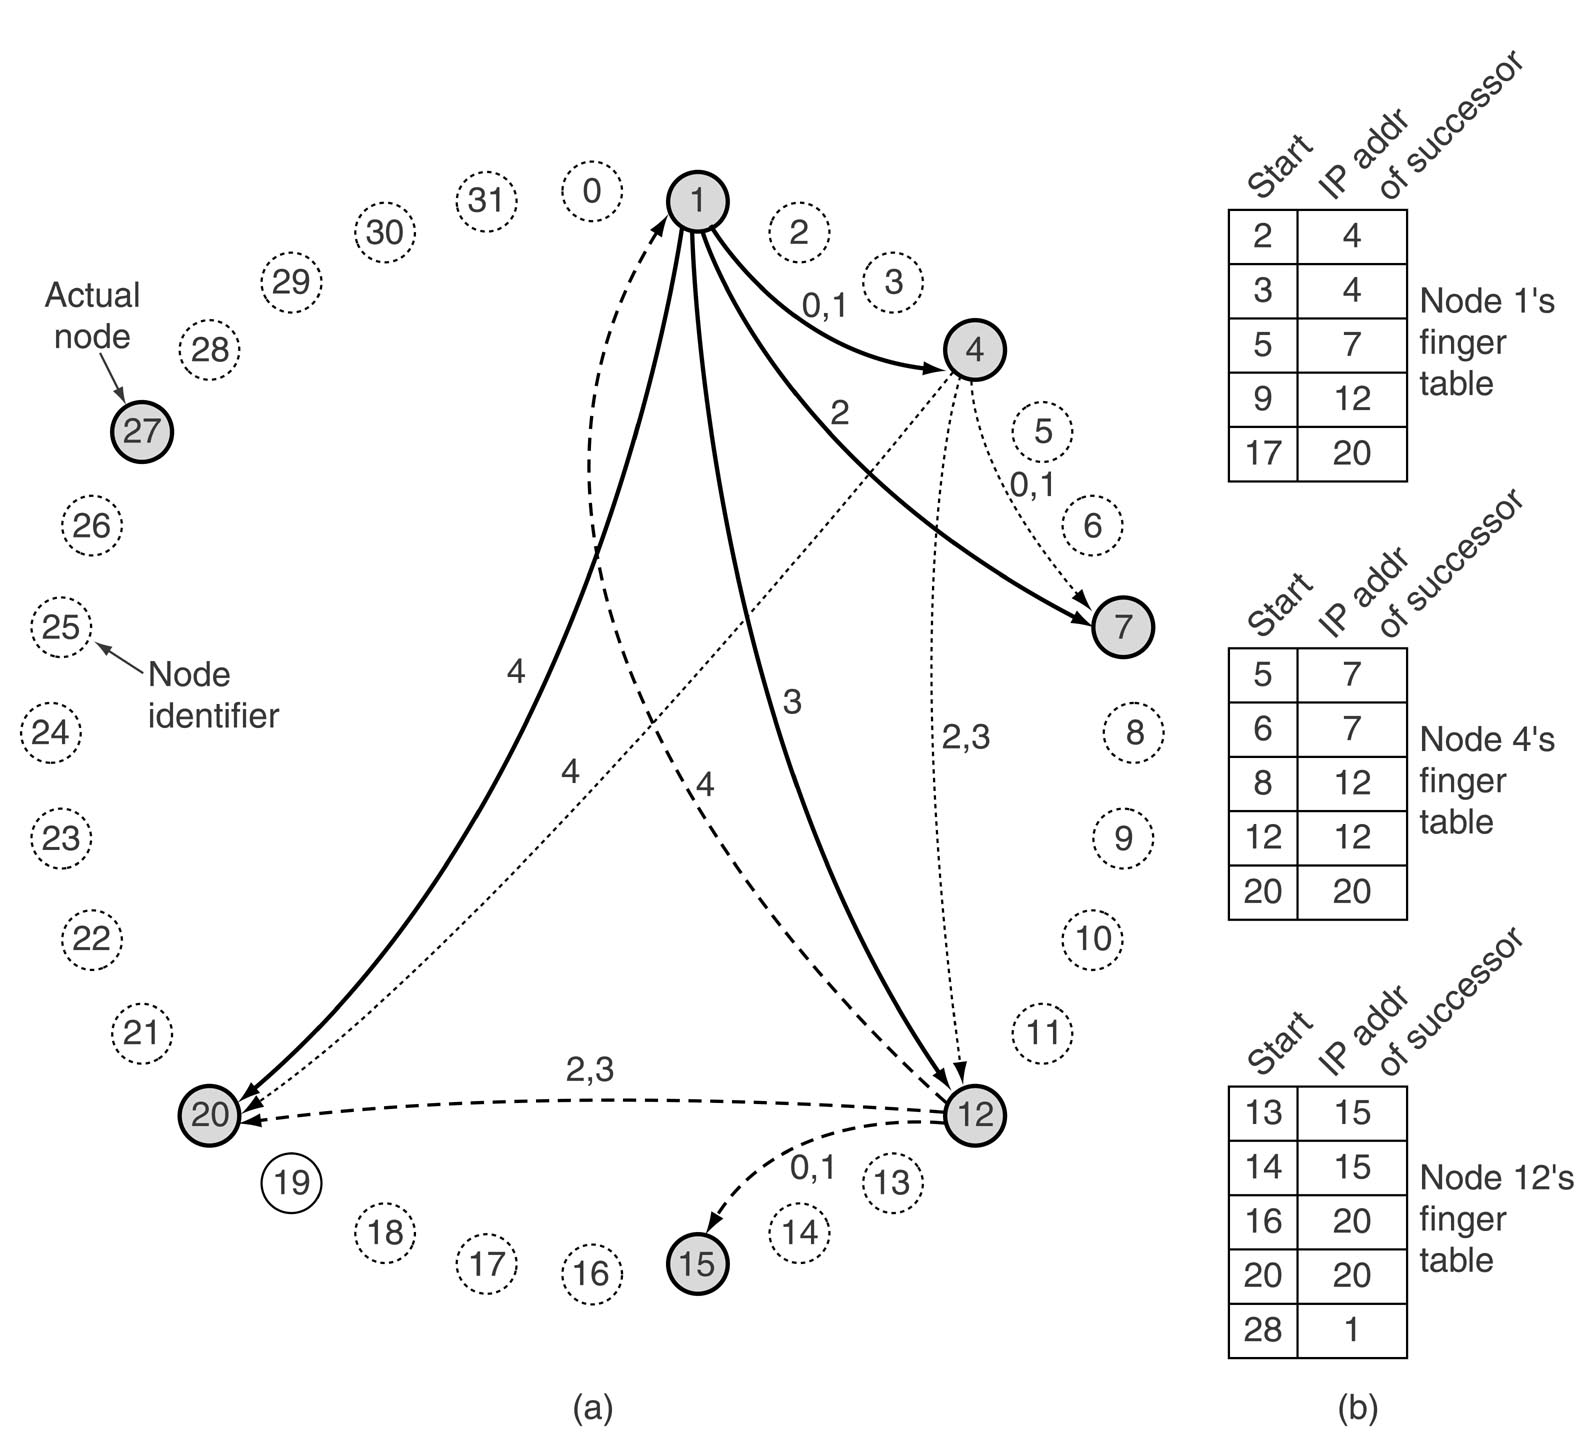 0
1
2
3
4
5
6
7
8
9
10
11
12
13
14
15
16
17
18
19
20
21
22
23
24
25
26
27
28
29
30
31
Actual
node
Node
identifier
0,1
2
3
4
0,1
2,3
4
4
2,3
0,1
(a)
Start
IP addr
of successor
2 4
3 4
5 7
9 12
17 20
Node 1's
finger
table
Start
IP addr
of successor
5 7
6 7
8 12
12 12
20 20
Node 4's
finger
table
Start
IP addr
of successor
13 15
14 15
16 20
20 20
28 1
Node 12's
finger
table
(b)